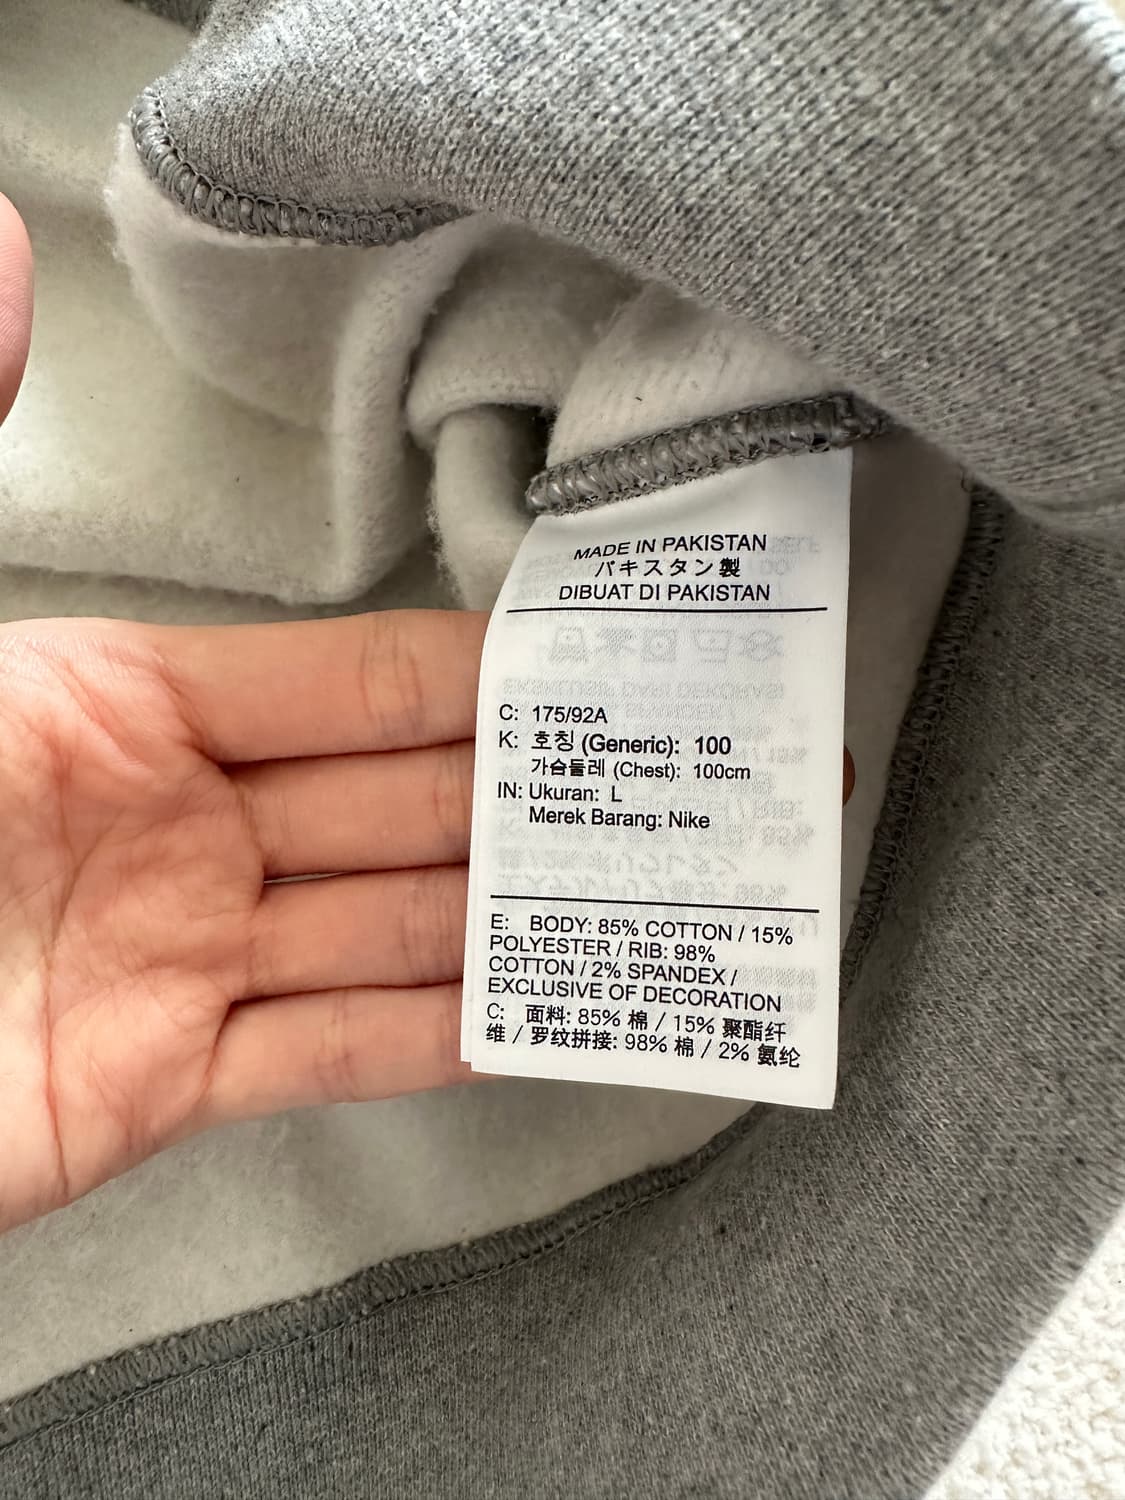 MADE IN PAKISTAN
パキスタン製
DIBUAT DI PAKISTAN
C: 175/92A
K: 호칭 (Generic): 100
가슴둘레 (Chest): 100cm
IN: Ukuran: L
Merek Barang: Nike
E: BODY: 85% COTTON / 15%
POLYESTER / RIB: 98%
COTTON / 2% SPANDEX /
EXCLUSIVE OF DECORATION
C: 面料: 85% 棉 / 15% 聚酯纤
维 / 罗纹拼接: 98% 棉 / 2% 氨纶